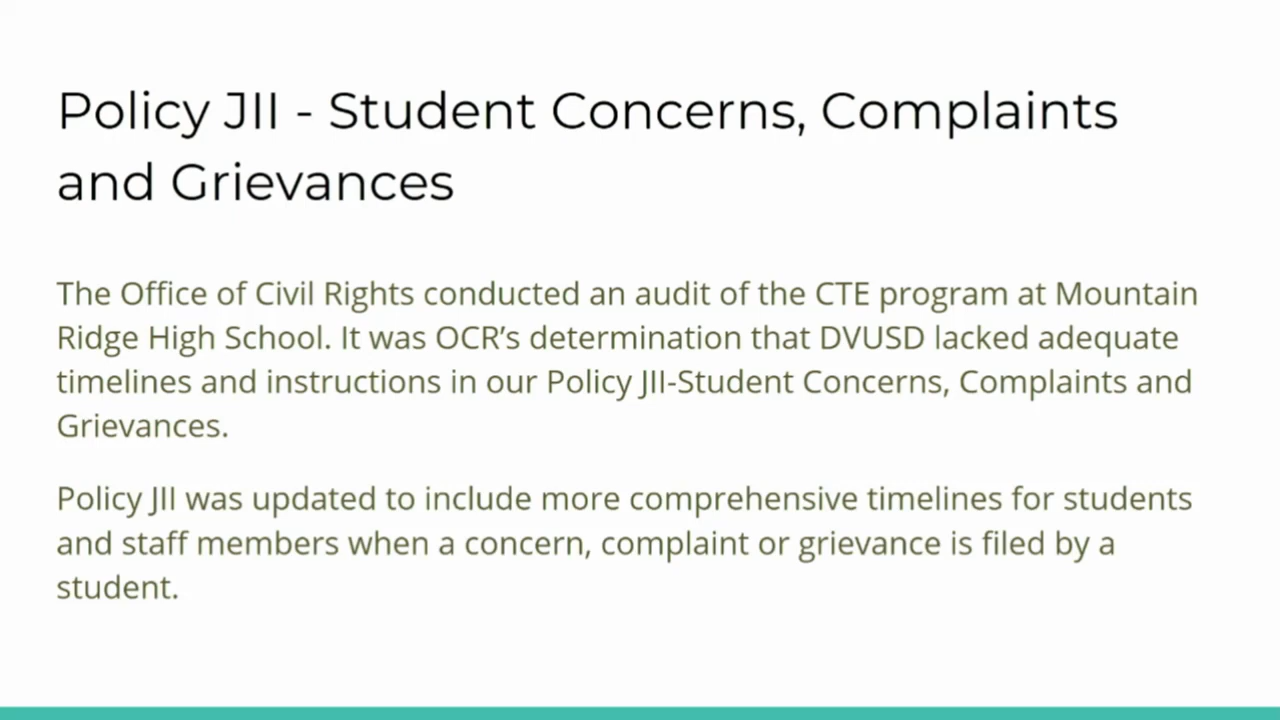 Policy JII - Student Concerns, Complaints
and Grievances
The Office of Civil Rights conducted an audit of the CTE program at Mountain
Ridge High School. It was OCR’s determination that DVUSD lacked adequate
timelines and instructions in our Policy JII-Student Concerns, Complaints and
Grievances.
Policy JII was updated to include more comprehensive timelines for students
and staff members when a concern, complaint or grievance is filed by a
student.